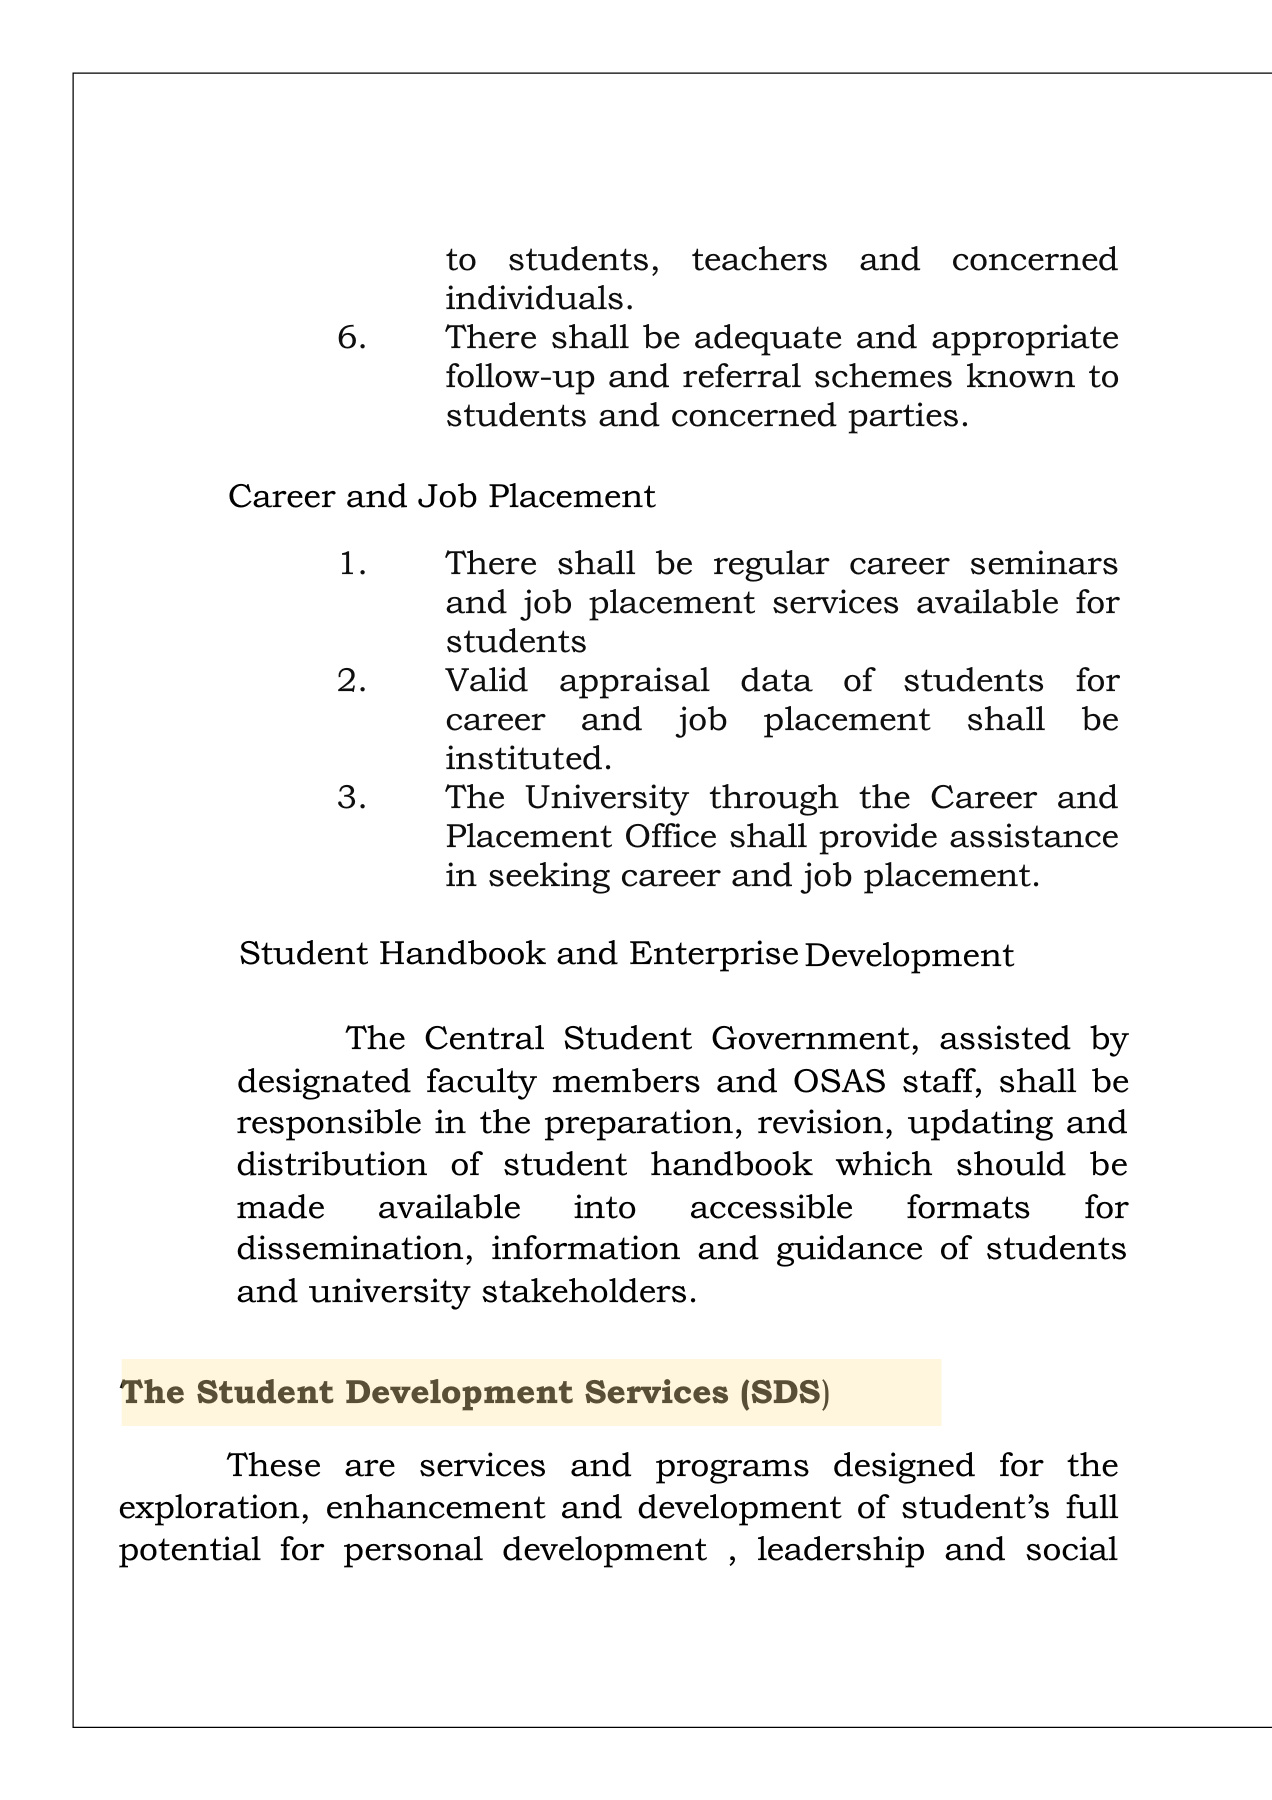 to students, teachers and concerned
individuals.
6. There shall be adequate and appropriate
follow-up and referral schemes known to
students and concerned parties.
Career and Job Placement
1. There shall be regular career seminars
and job placement services available for
students
2. Valid appraisal data of students for
career and job placement shall be
instituted.
3. The University through the Career and
Placement Office shall provide assistance
in seeking career and job placement.
Student Handbook and Enterprise Development
The Central Student Government, assisted by
designated faculty members and OSAS staff, shall be
responsible in the preparation, revision, updating and
distribution of student handbook which should be
made available into accessible formats for
dissemination, information and guidance of students
and university stakeholders.
The Student Development Services (SDS)
These are services and programs designed for the
exploration, enhancement and development of student’s full
potential for personal development , leadership and social